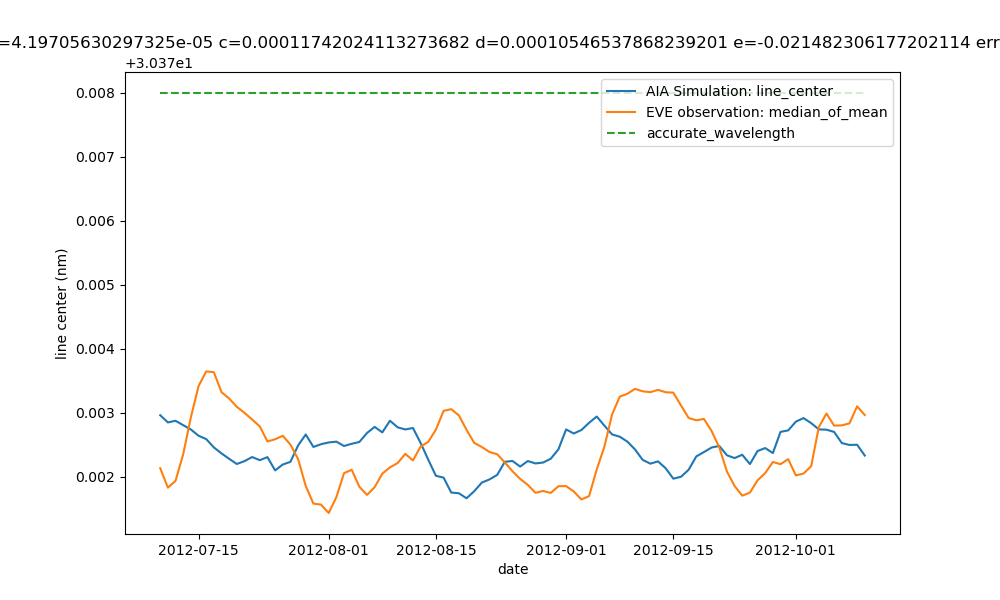 =4.19705630297325e-05 c=0.00011742024113273682 d=0.00010546537868239201 e=-0.021482306177202114 err
+3.037e1
0.008
0.007
0.006
0.005
0.004
0.003
0.002
line center (nm)
AIA Simulation: line_center
EVE observation: median_of_mean
accurate_wavelength
2012-07-15 2012-08-01 2012-08-15 2012-09-01 2012-09-15 2012-10-01
date